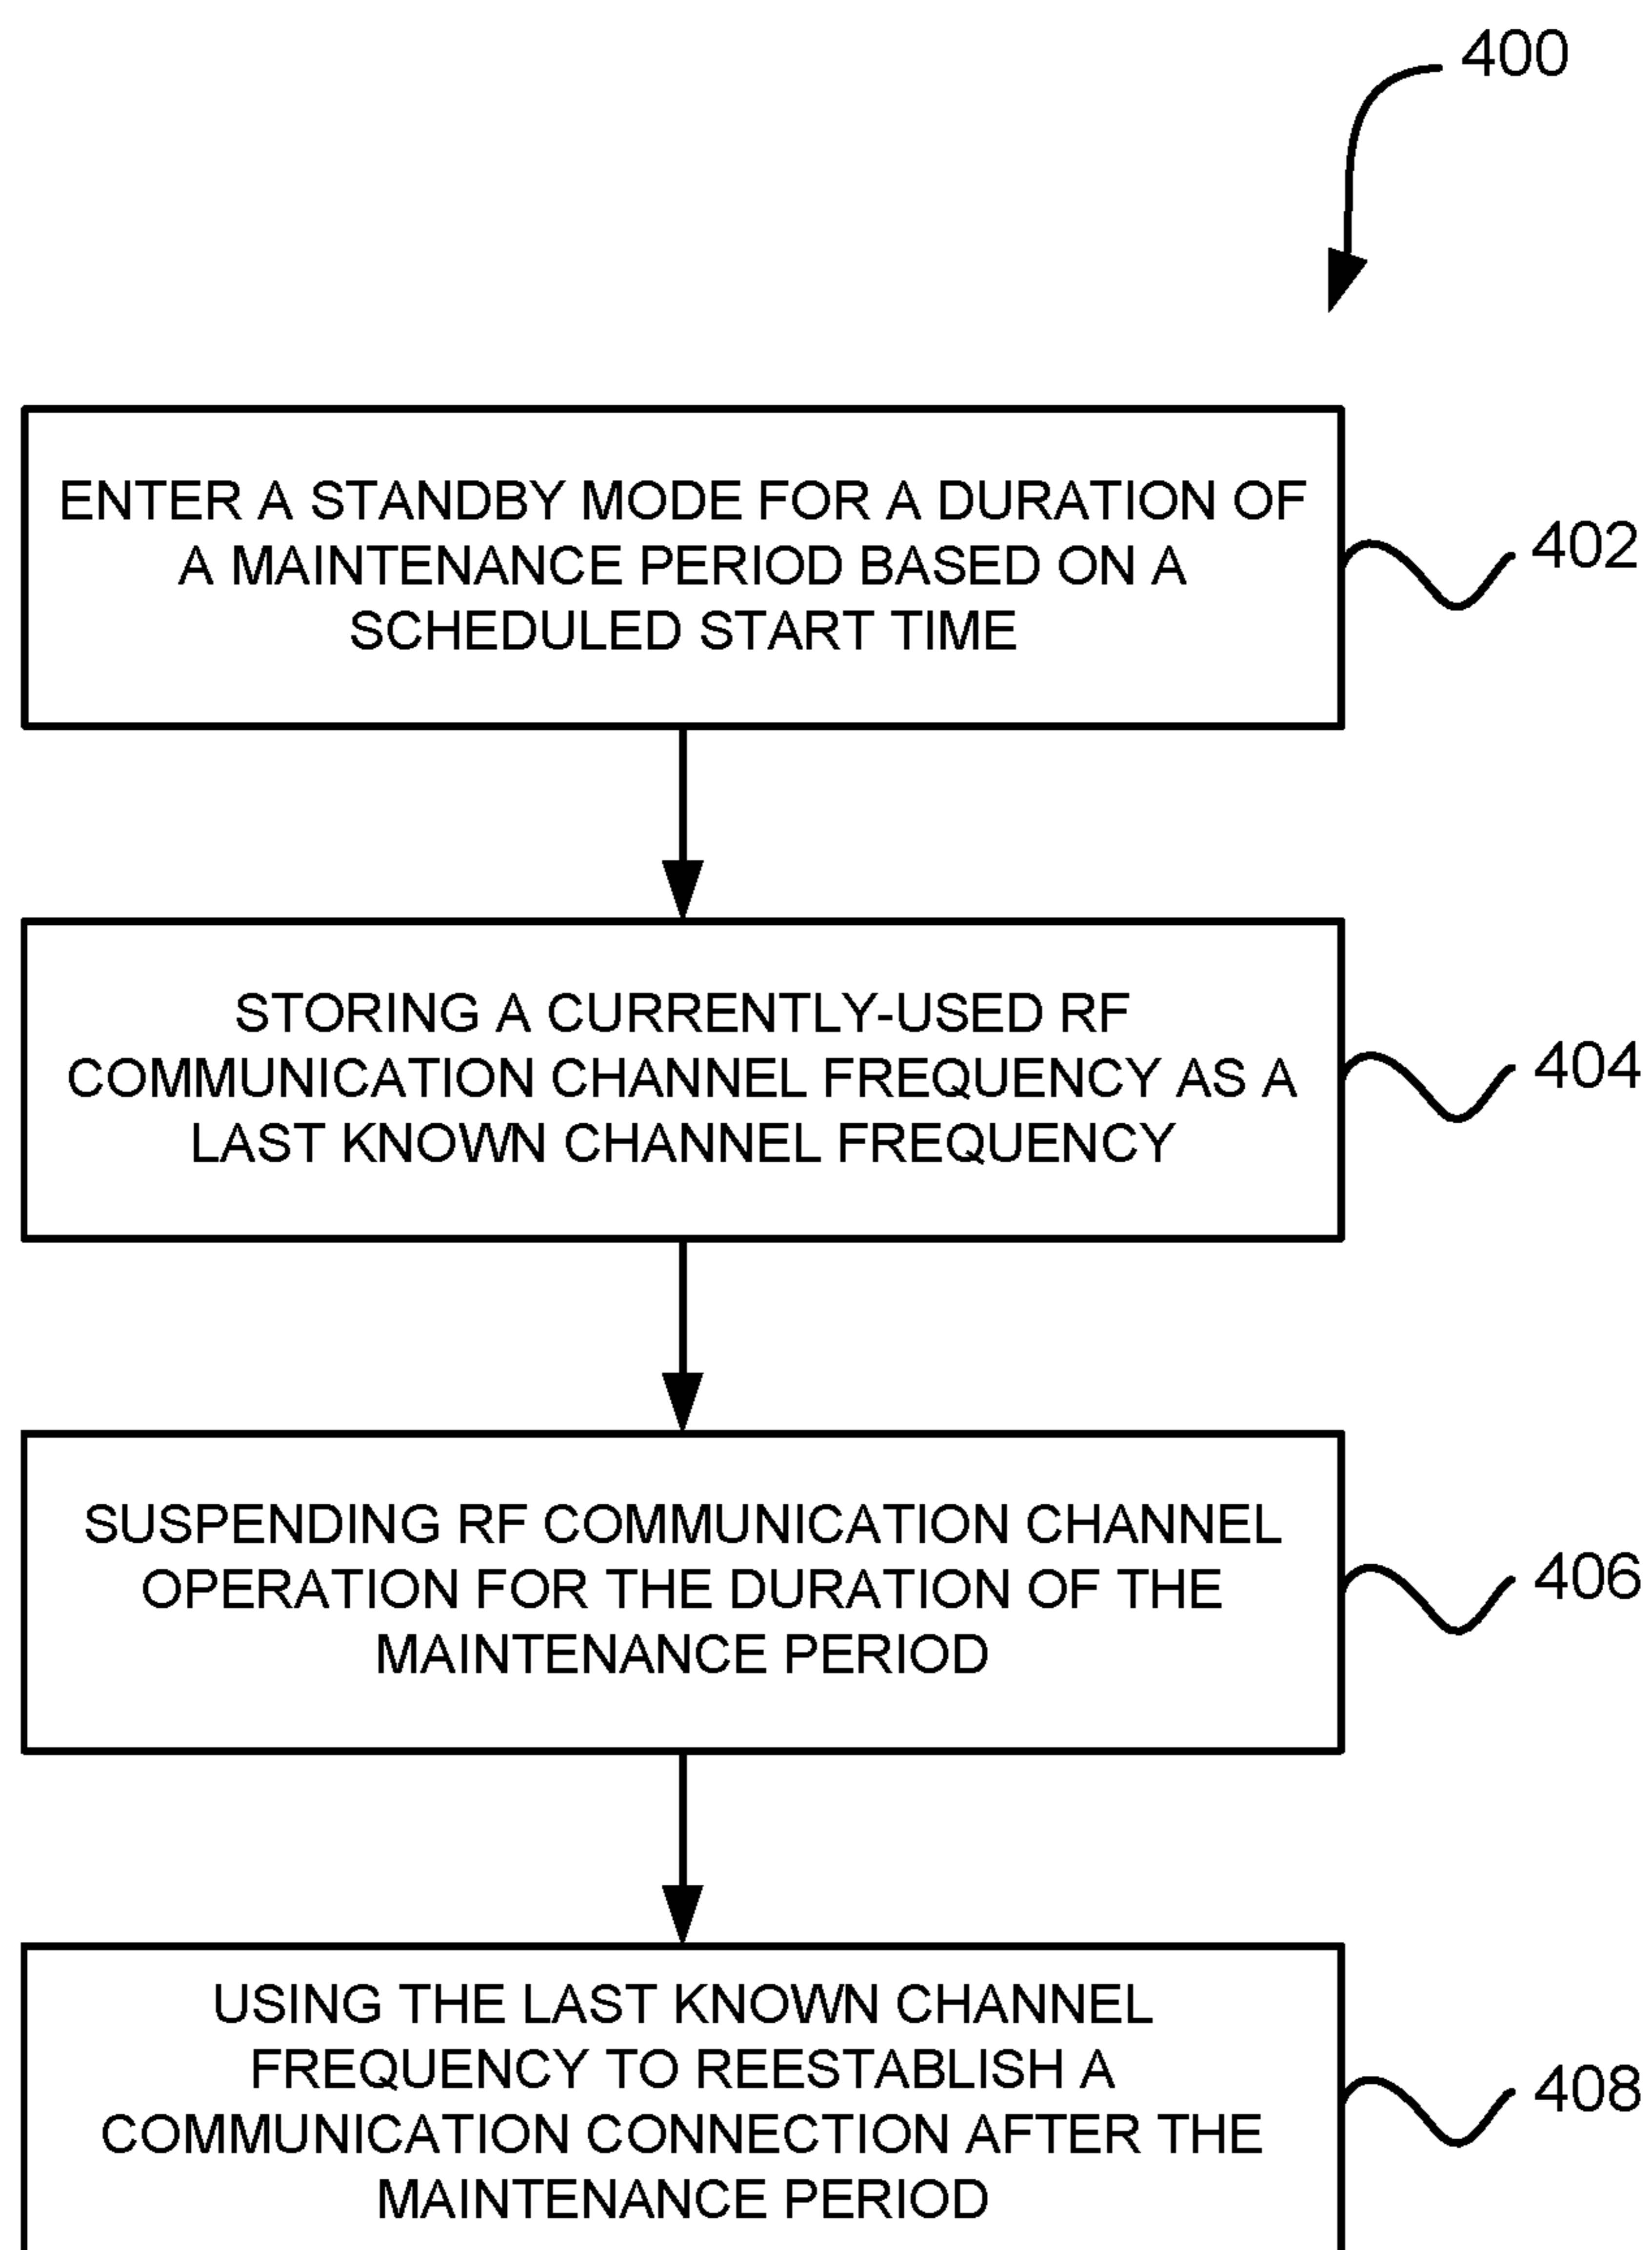 400
ENTER A STANDBY MODE FOR A DURATION OF
A MAINTENANCE PERIOD BASED ON A
SCHEDULED START TIME
402
STORING A CURRENTLY-USED RF
COMMUNICATION CHANNEL FREQUENCY AS A
LAST KNOWN CHANNEL FREQUENCY
404
SUSPENDING RF COMMUNICATION CHANNEL
OPERATION FOR THE DURATION OF THE
MAINTENANCE PERIOD
406
USING THE LAST KNOWN CHANNEL
FREQUENCY TO REESTABLISH A
COMMUNICATION CONNECTION AFTER THE
MAINTENANCE PERIOD
408